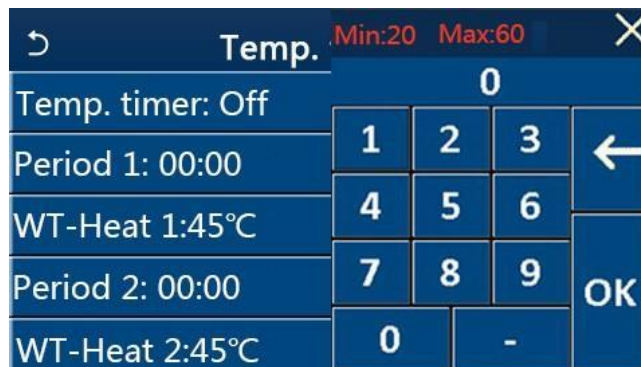 Temp.
Temp. timer: Off
Period 1: 00:00
WT-Heat 1:45℃
Period 2: 00:00
WT-Heat 2:45℃
Min:20 Max:60
0
1 2 3
4 5 6
7 8 9
OK
0 -